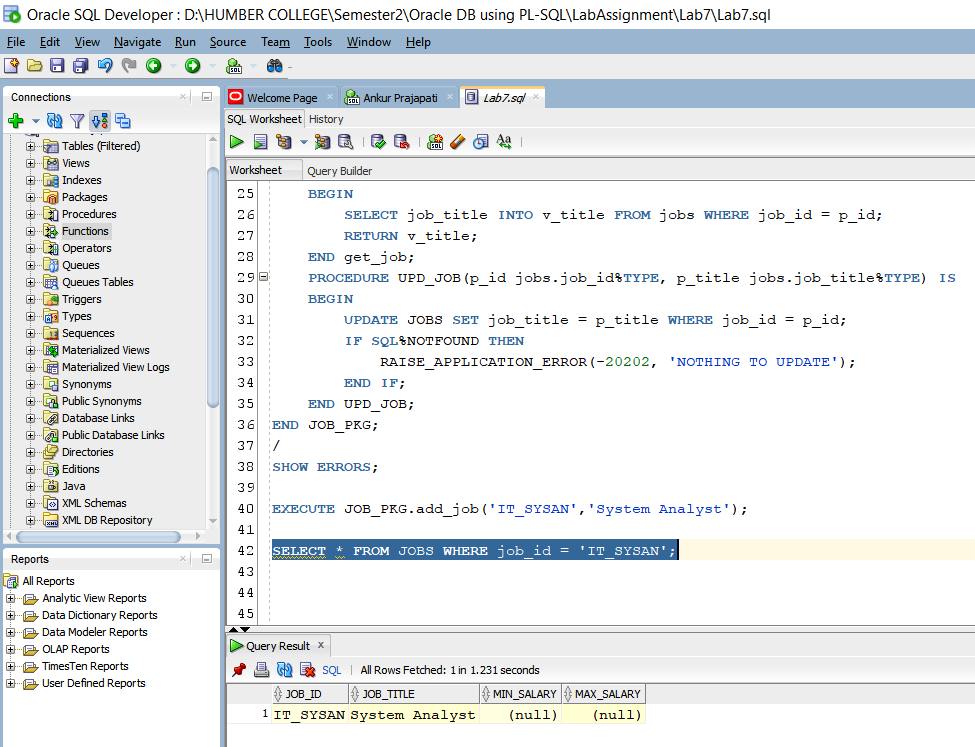 Oracle SQL Developer : D:\HUMBER COLLEGE\Semester2\Oracle DB using PL-SQL\LabAssignment\Lab7\Lab7.sql
File Edit View Navigate Run Source Team Tools Window Help
Connections
Tables (Filtered)
Views
Indexes
Packages
Procedures
Functions
Operators
Queues
Queues Tables
Triggers
Types
Sequences
Materialized Views
Materialized View Logs
Synonyms
Public Synonyms
Database Links
Public Database Links
Directories
Editions
Java
XML Schemas
XML DB Repository
Reports
All Reports
Analytic View Reports
Data Dictionary Reports
Data Modeler Reports
OLAP Reports
TimesTen Reports
User Defined Reports
Welcome Page Ankur Prajapati Lab7.sql
SQL Worksheet History
Worksheet Query Builder
25 BEGIN
26 SELECT job_title INTO v_title FROM jobs WHERE job_id = p_id;
27 RETURN v_title;
28 END get_job;
29 PROCEDURE UPD_JOB(p_id jobs.job_id%TYPE, p_title jobs.job_title%TYPE) IS
30 BEGIN
31 UPDATE JOBS SET job_title = p_title WHERE job_id = p_id;
32 IF SQL%NOTFOUND THEN
33 RAISE_APPLICATION_ERROR(-20202, 'NOTHING TO UPDATE');
34 END IF;
35 END UPD_JOB;
36 END JOB_PKG;
37 /
38 SHOW ERRORS;
39
40 EXECUTE JOB_PKG.add_job('IT_SYSAN','System Analyst');
41
42 SELECT * FROM JOBS WHERE job_id = 'IT_SYSAN';
43
44
45
Query Result
SQL | All Rows Fetched: 1 in 1.231 seconds
JOB_ID JOB_TITLE MIN_SALARY MAX_SALARY
1 IT_SYSAN System Analyst (null) (null)